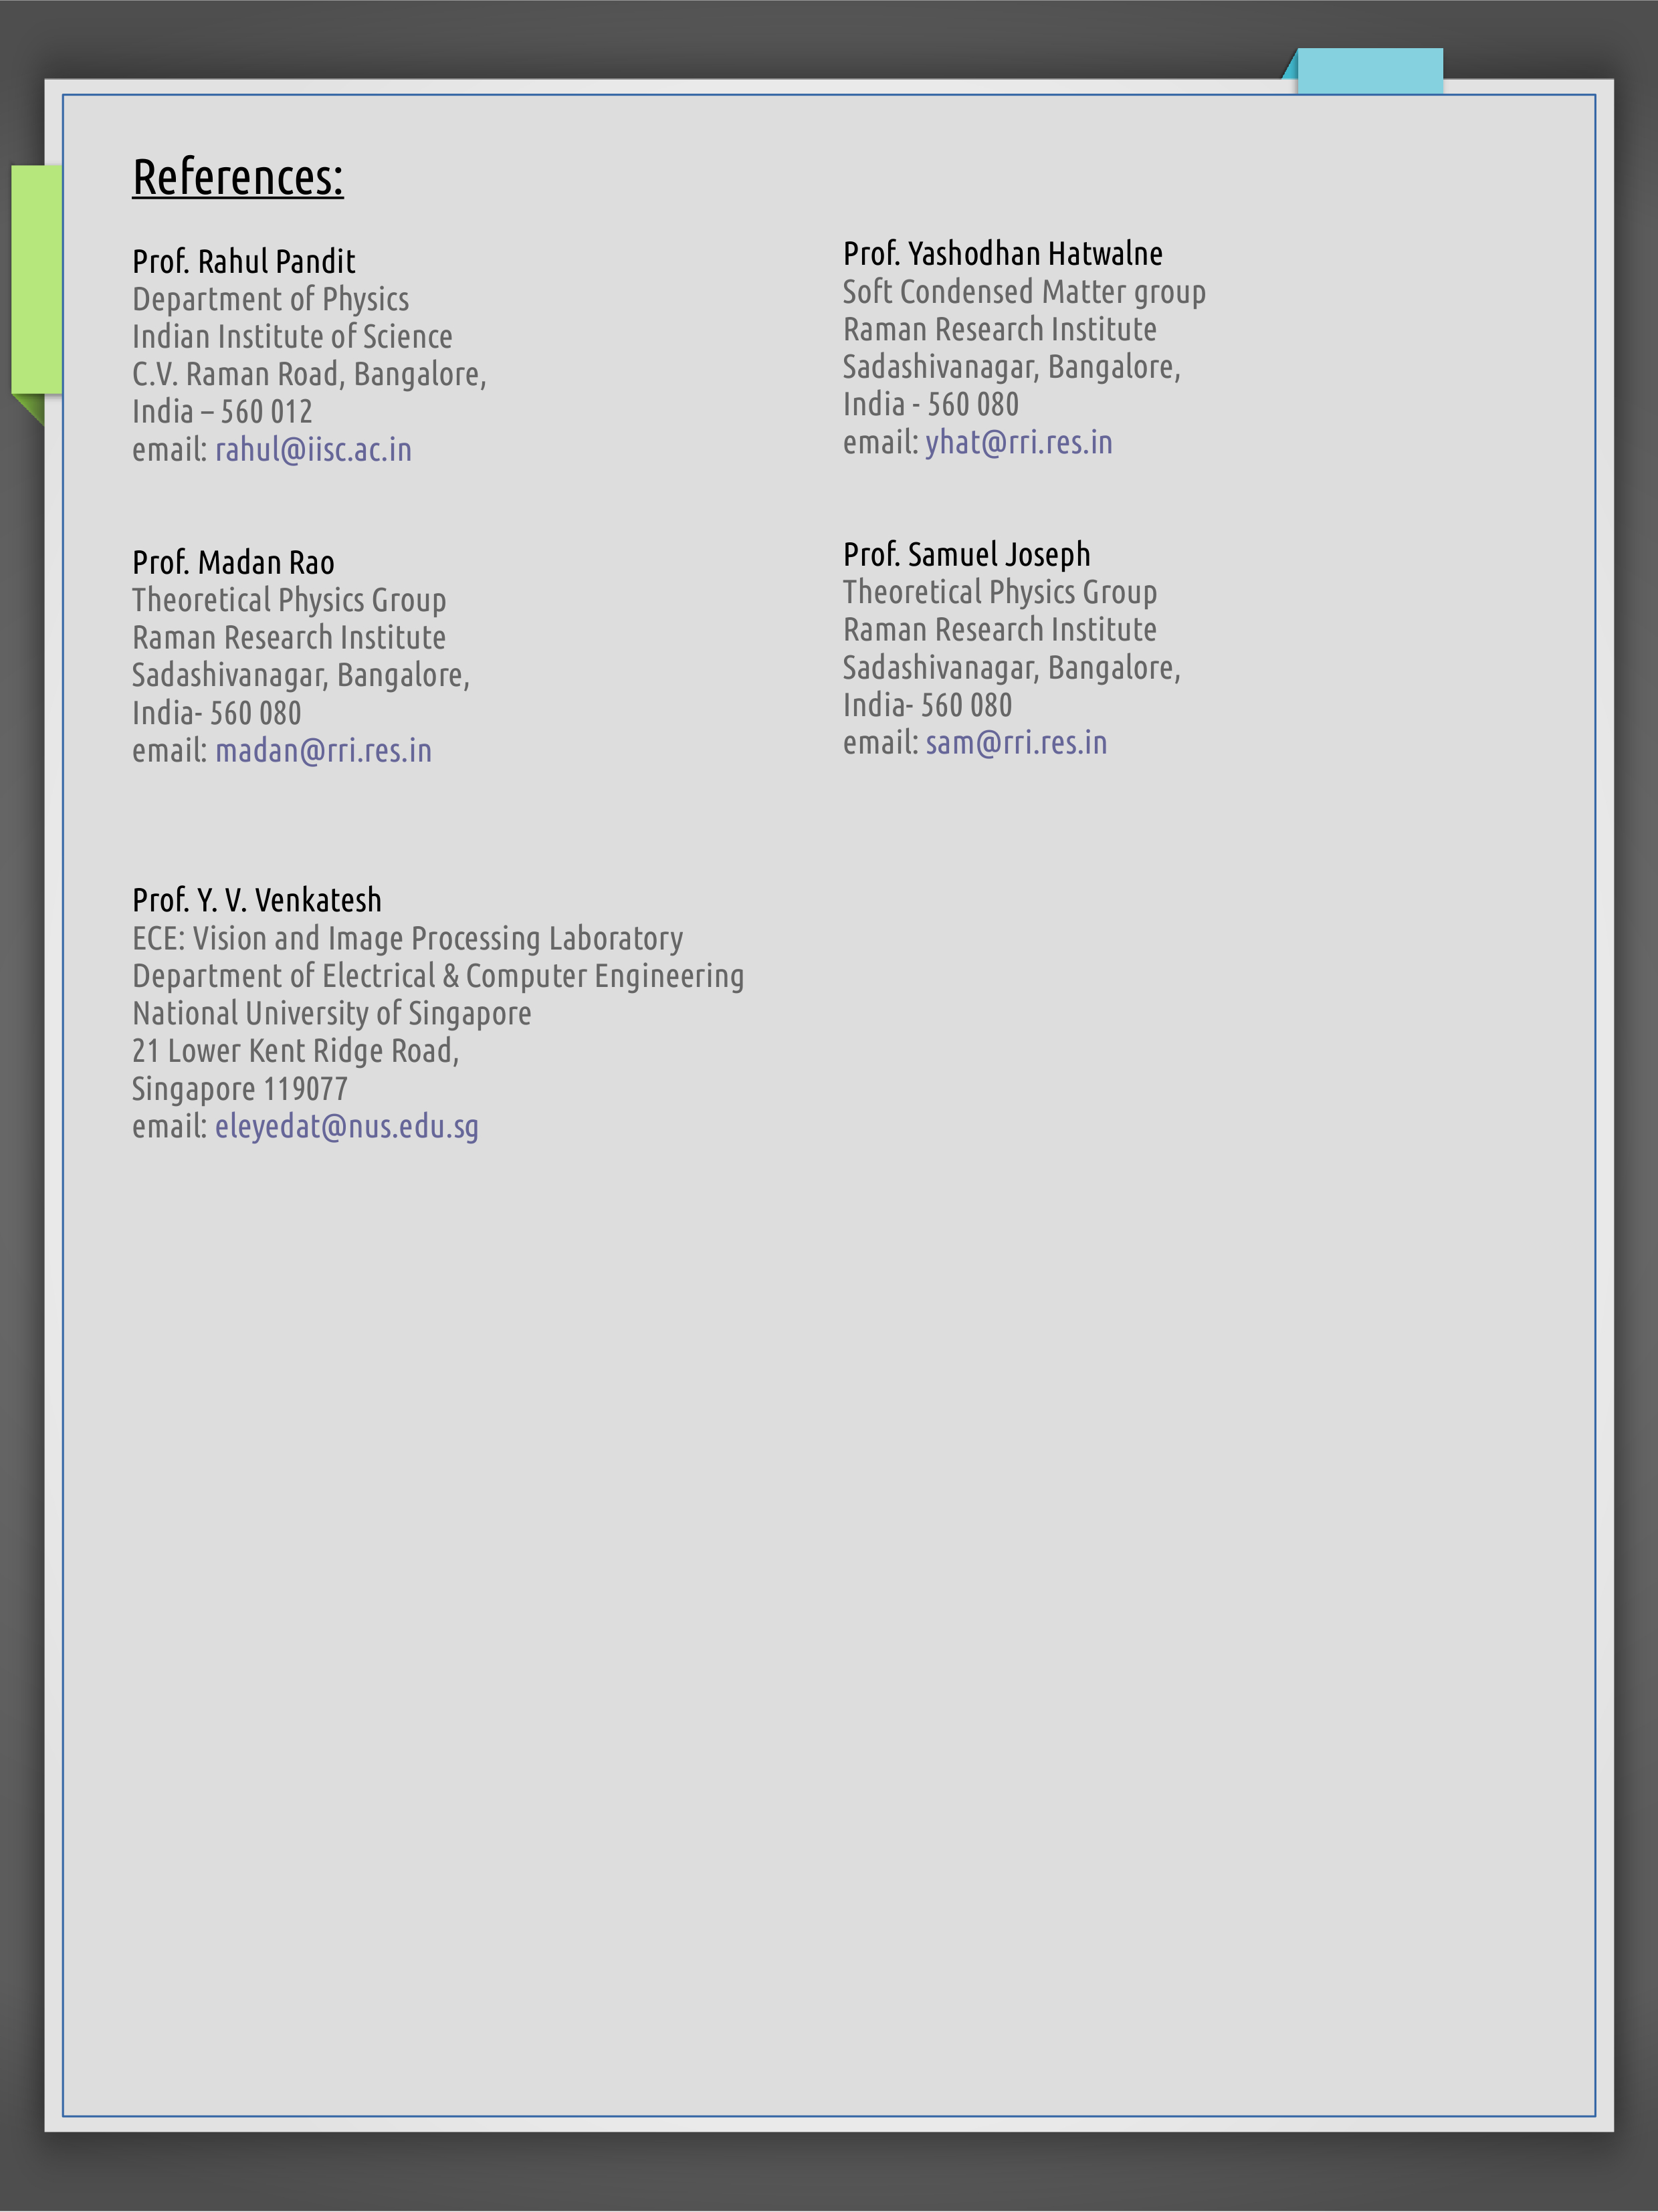 References:
Prof. Rahul Pandit
Department of Physics
Indian Institute of Science
C.V. Raman Road, Bangalore,
India – 560 012
email: rahul@iisc.ac.in
Prof. Yashodhan Hatwalne
Soft Condensed Matter group
Raman Research Institute
Sadashivanagar, Bangalore,
India - 560 080
email: yhat@rri.res.in
Prof. Madan Rao
Theoretical Physics Group
Raman Research Institute
Sadashivanagar, Bangalore,
India- 560 080
email: madan@rri.res.in
Prof. Samuel Joseph
Theoretical Physics Group
Raman Research Institute
Sadashivanagar, Bangalore,
India- 560 080
email: sam@rri.res.in
Prof. Y. V. Venkatesh
ECE: Vision and Image Processing Laboratory
Department of Electrical & Computer Engineering
National University of Singapore
21 Lower Kent Ridge Road,
Singapore 119077
email: eleyedat@nus.edu.sg